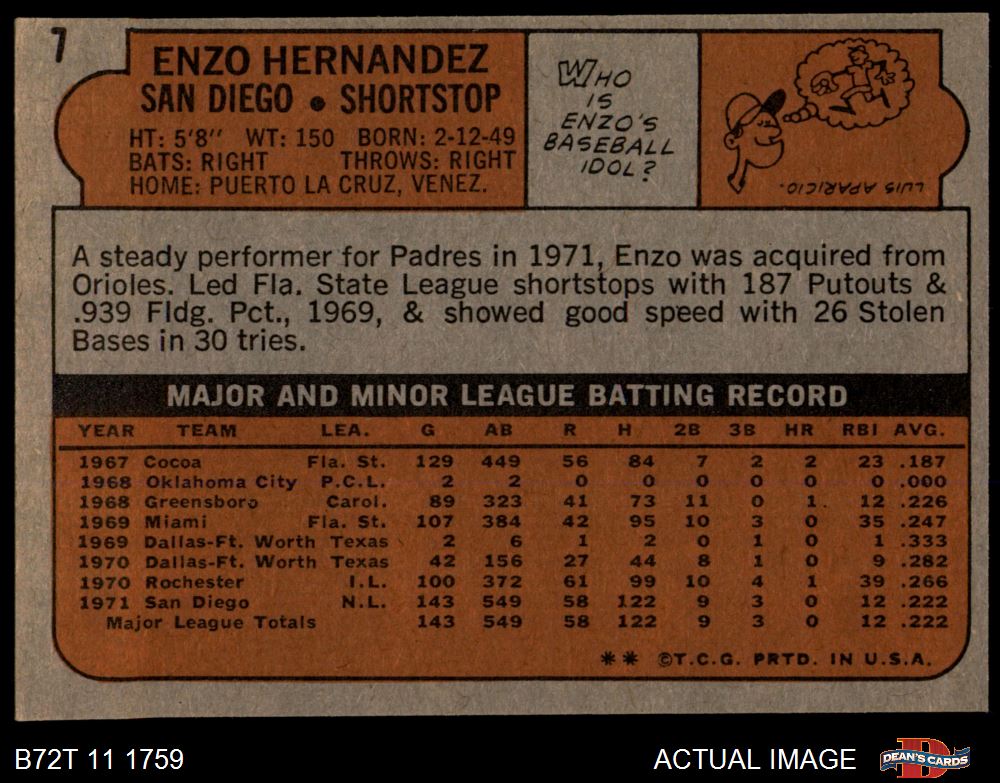 7
ENZO HERNANDEZ
SAN DIEGO • SHORTSTOP
HT: 5'8" WT: 150 BORN: 2-12-49
BATS: RIGHT THROWS: RIGHT
HOME: PUERTO LA CRUZ, VENEZ.
WHO
IS
ENZO'S
BASEBALL
IDOL?
LUIS APARICIO.
A steady performer for Padres in 1971, Enzo was acquired from
Orioles. Led Fla. State League shortstops with 187 Putouts &
.939 Fldg. Pct., 1969, & showed good speed with 26 Stolen
Bases in 30 tries.
MAJOR AND MINOR LEAGUE BATTING RECORD
YEAR TEAM LEA. G AB R H 2B 3B HR RBI AVG.
1967 Cocoa Fla. St. 129 449 56 84 7 2 2 23 .187
1968 Oklahoma City P.C.L. 2 2 0 0 0 0 0 0 .000
1968 Greensboro Carol. 89 323 41 73 11 0 1 12 .226
1969 Miami Fla. St. 107 384 42 95 10 3 0 35 .247
1969 Dallas-Ft. Worth Texas 2 6 1 2 0 1 0 1 .333
1970 Dallas-Ft. Worth Texas 42 156 27 44 8 1 0 9 .282
1970 Rochester I.L. 100 372 61 99 10 4 1 39 .266
1971 San Diego N.L. 143 549 58 122 9 3 0 12 .222
Major League Totals 143 549 58 122 9 3 0 12 .222
** ©T.C.G. PRTD. IN U.S.A.
B72T 11 1759
ACTUAL IMAGE
DEAN'S CARDS